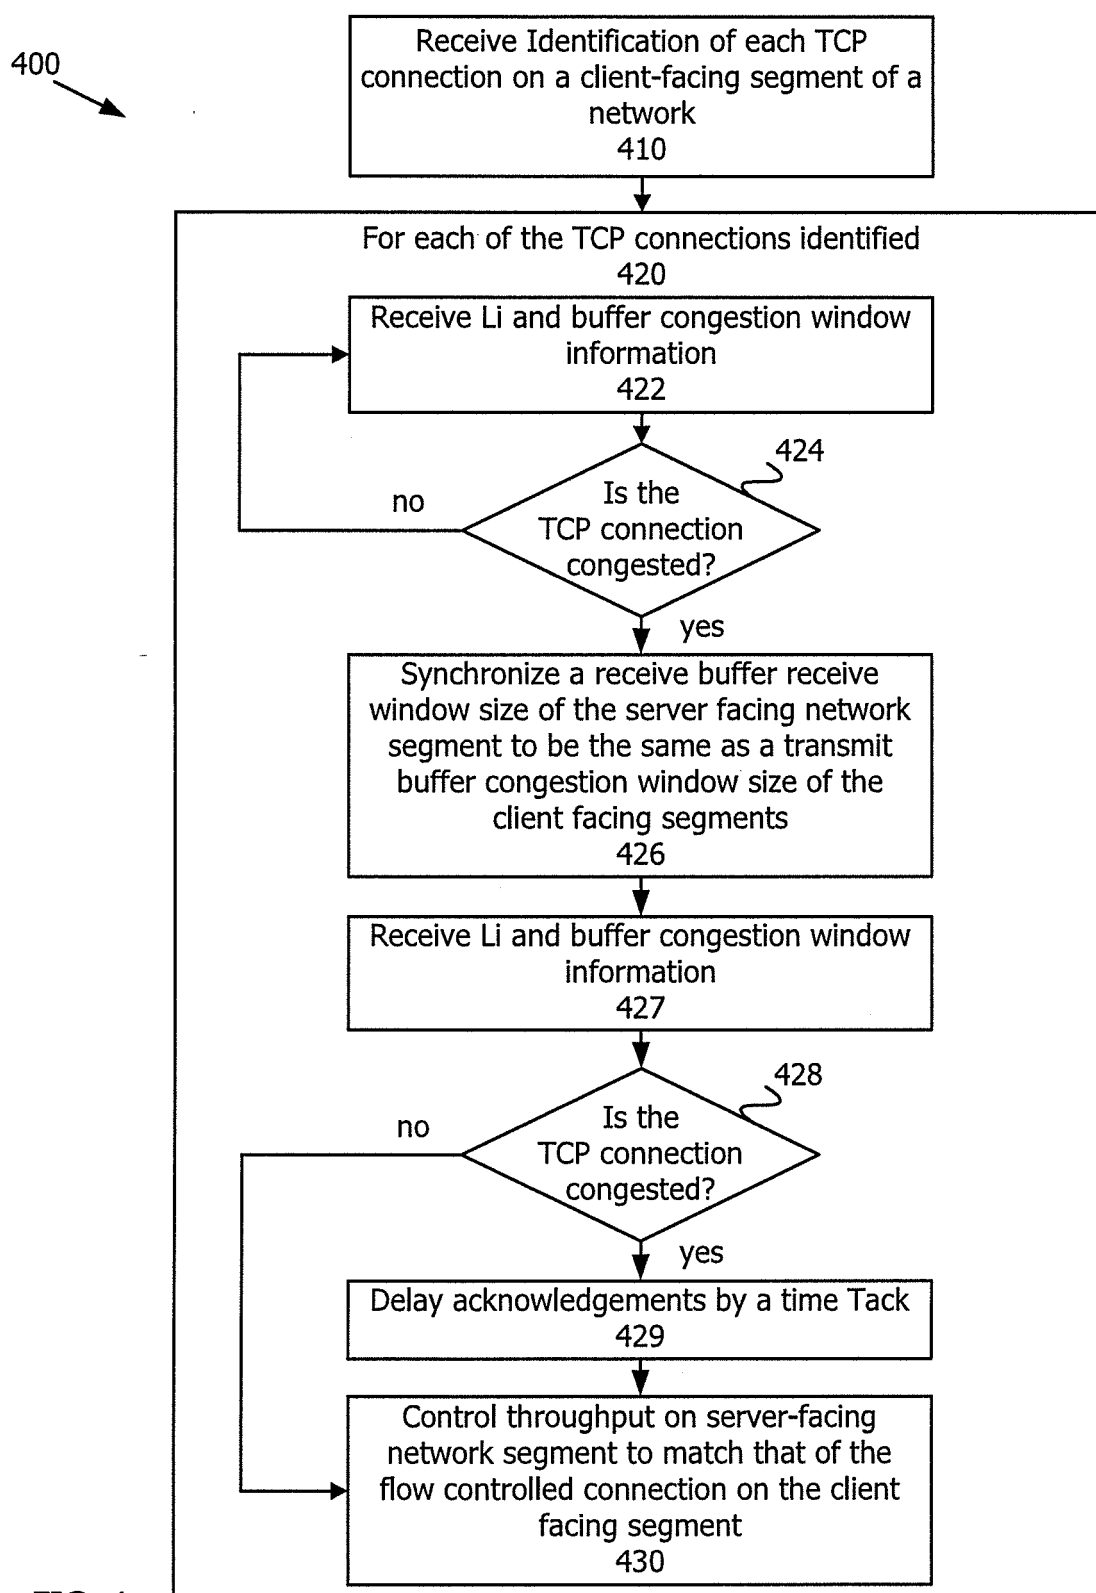 400
Receive Identification of each TCP
connection on a client-facing segment of a
network
410
For each of the TCP connections identified
420
Receive Li and buffer congestion window
information
422
424
Is the
TCP connection
congested?
no
yes
Synchronize a receive buffer receive
window size of the server facing network
segment to be the same as a transmit
buffer congestion window size of the
client facing segments
426
Receive Li and buffer congestion window
information
427
428
Is the
TCP connection
congested?
no
yes
Delay acknowledgements by a time Tack
429
Control throughput on server-facing
network segment to match that of the
flow controlled connection on the client
facing segment
430